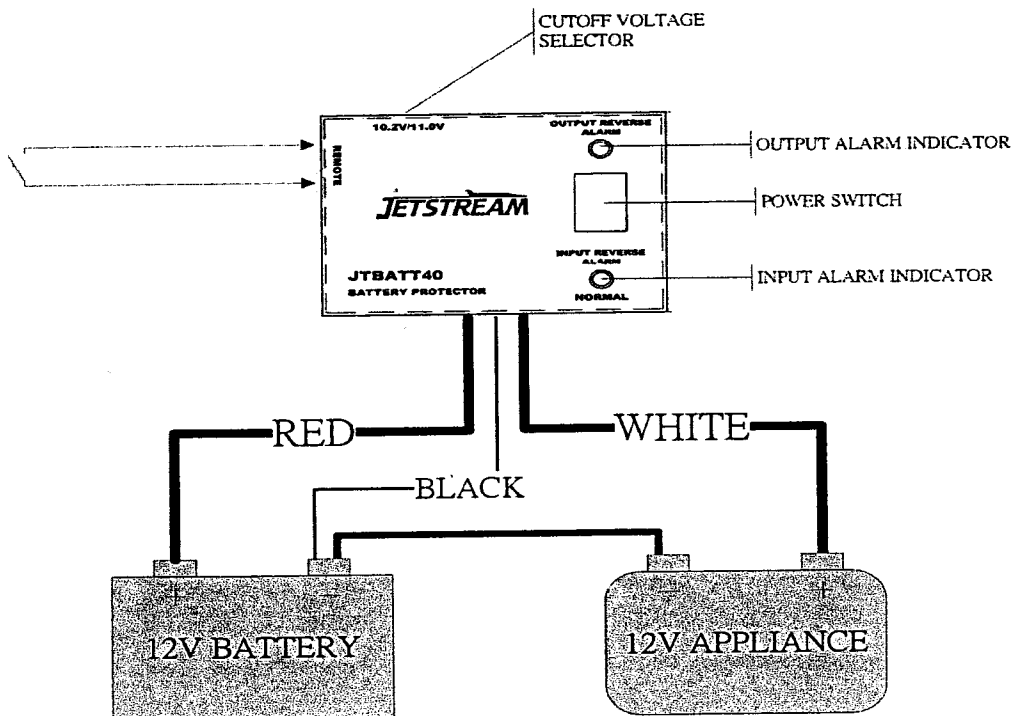 CUTOFF VOLTAGE
SELECTOR
10.2V/11.0V
OUTPUT REVERSE
ALARM
OUTPUT ALARM INDICATOR
REMOTE
JETSTREAM
POWER SWITCH
INPUT REVERSE
ALARM
INPUT ALARM INDICATOR
JTBATT40
BATTERY PROTECTOR
NORMAL
RED
WHITE
BLACK
+
-
-
+
12V BATTERY
12V APPLIANCE